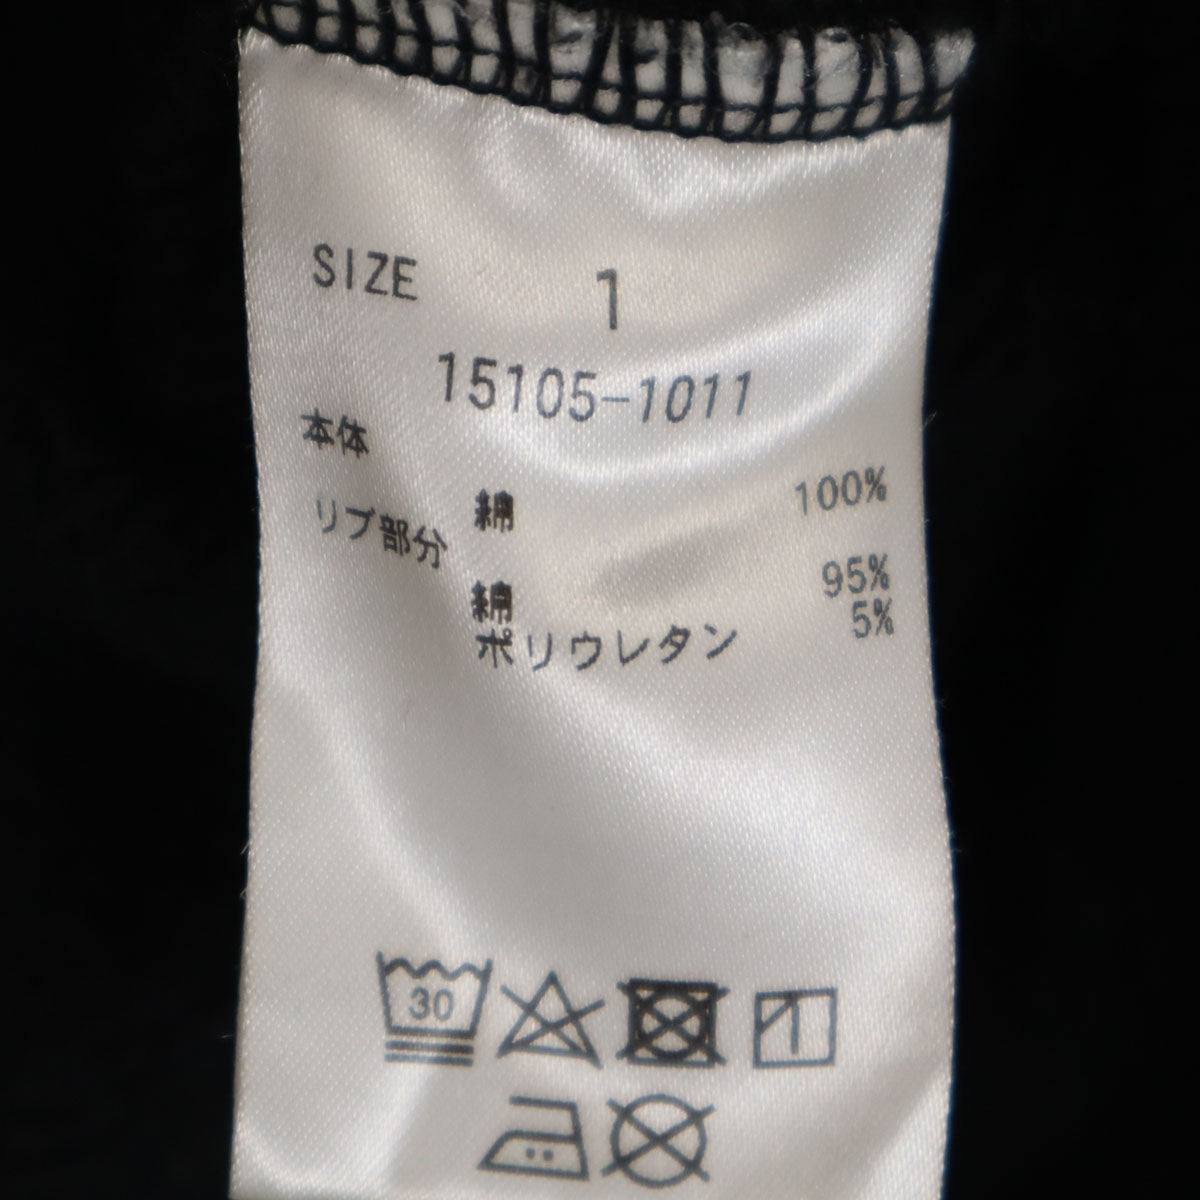 SIZE 1
15105-1011
本体
綿 100%
リブ部分
綿 95%
ポリウレタン 5%
30